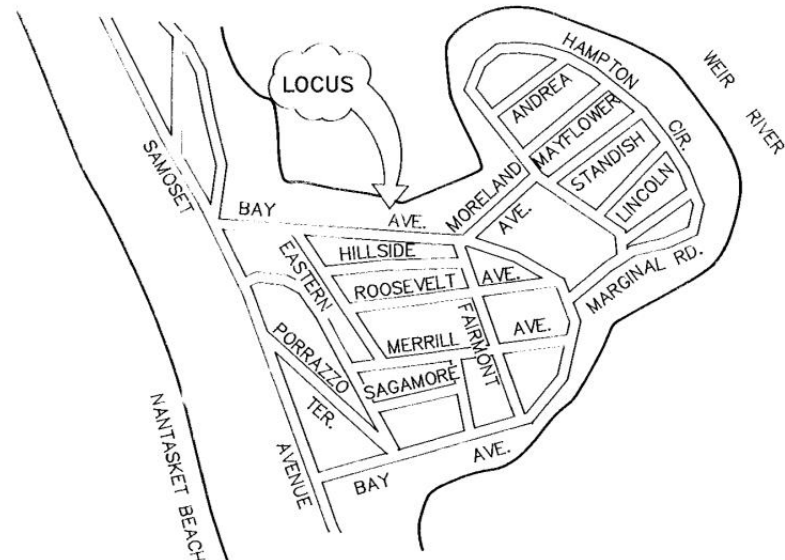 HAMPTON
CIR.
WEIR
RIVER
LOCUS
ANDREA
MAYFLOWER
STANDISH
LINCOLN
SAMOSET
AVENUE
BAY
AVE.
MORELAND
AVE.
HILLSIDE
EASTERN
ROOSEVELT
AVE.
MARGINAL RD.
FAIRMONT
MERRILL
AVE.
PORRAZZO
TER.
SAGAMORE
BAY
AVE.
NANTASKET BEACH